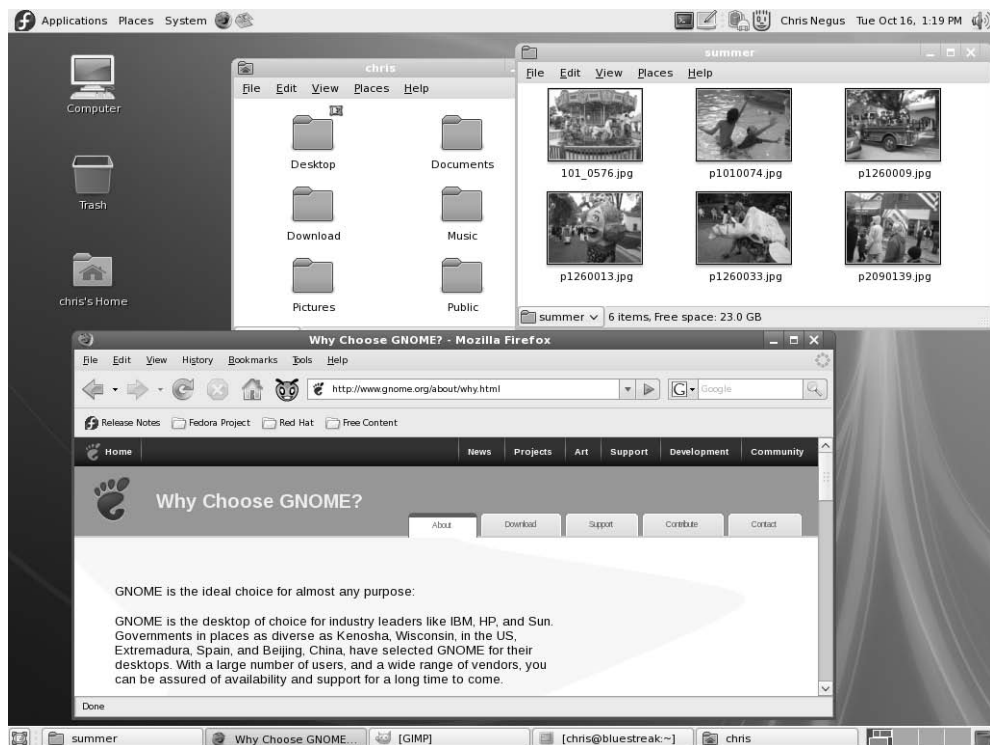 Applications Places System
Chris Negus Tue Oct 16, 1:19 PM
Computer
Trash
chris's Home
chris
File Edit View Places Help
Desktop
Documents
Download
Music
Pictures
Public
summer
File Edit View Places Help
101_0576.jpg
p1010074.jpg
p1260009.jpg
p1260013.jpg
p1260033.jpg
p2090139.jpg
summer
6 items, Free space: 23.0 GB
Why Choose GNOME? - Mozilla Firefox
File Edit View History Bookmarks Tools Help
http://www.gnome.org/about/why.html
G
Google
Release Notes Fedora Project Red Hat Free Content
Home News Projects Art Support Development Community
Why Choose GNOME?
About Download Support Contribute Contact
GNOME is the ideal choice for almost any purpose:
GNOME is the desktop of choice for industry leaders like IBM, HP, and Sun.
Governments in places as diverse as Kenosha, Wisconsin, in the US,
Extremadura, Spain, and Beijing, China, have selected GNOME for their
desktops. With a large number of users, and a wide range of vendors, you
can be assured of availability and support for a long time to come.
Done
summer
Why Choose GNOME...
[GIMP]
[chris@bluestreak:~]
chris